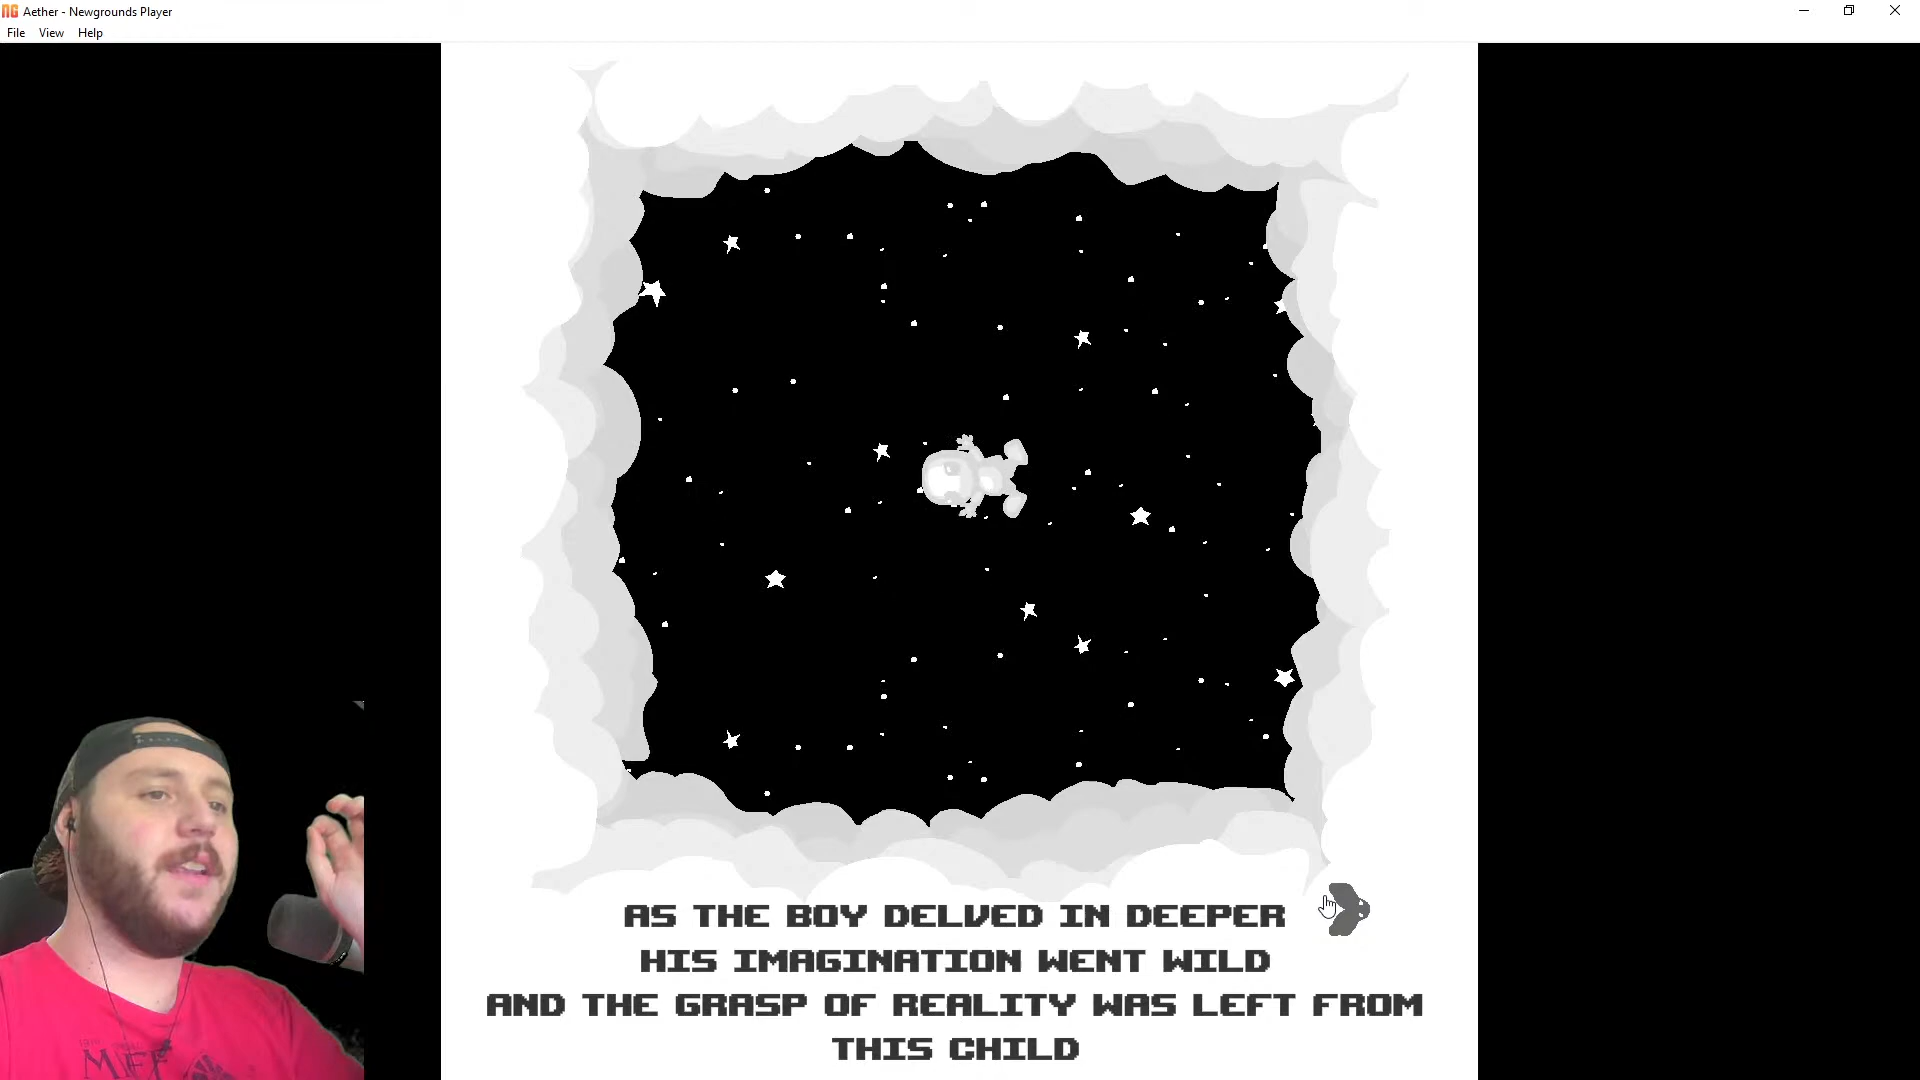 Aether - Newgrounds Player
File View Help
AS THE BOY DELVED IN DEEPER
HIS IMAGINATION WENT WILD
AND THE GRASP OF REALITY WAS LEFT FROM
THIS CHILD